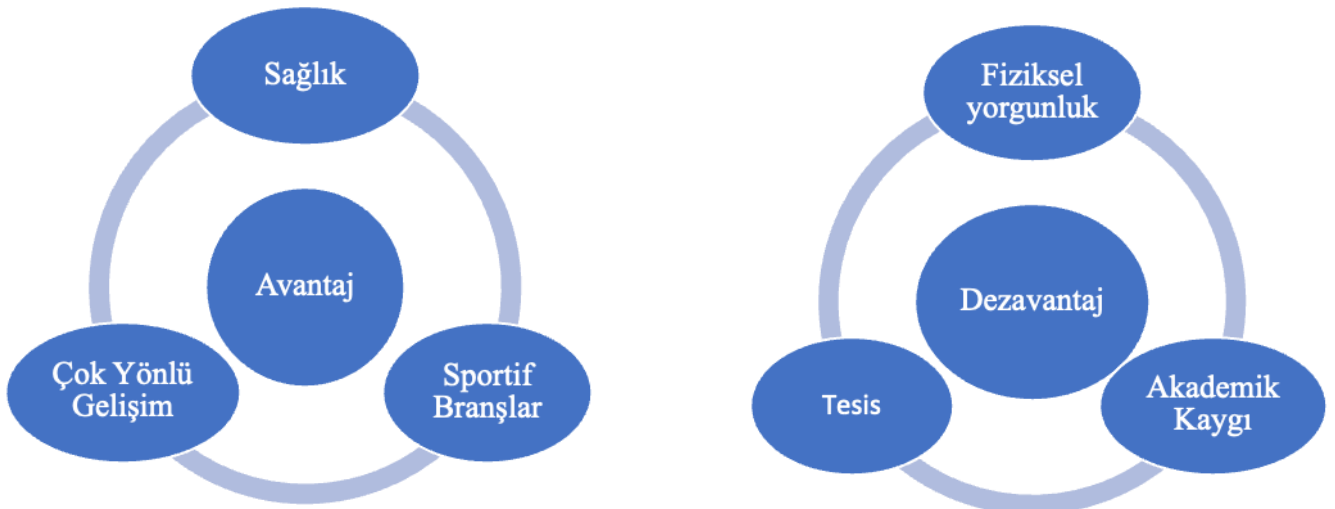 Sağlık
Avantaj
Çok Yönlü
Gelişim
Sportif
Branşlar
Fiziksel
yorgunluk
Dezavantaj
Tesis
Akademik
Kaygı